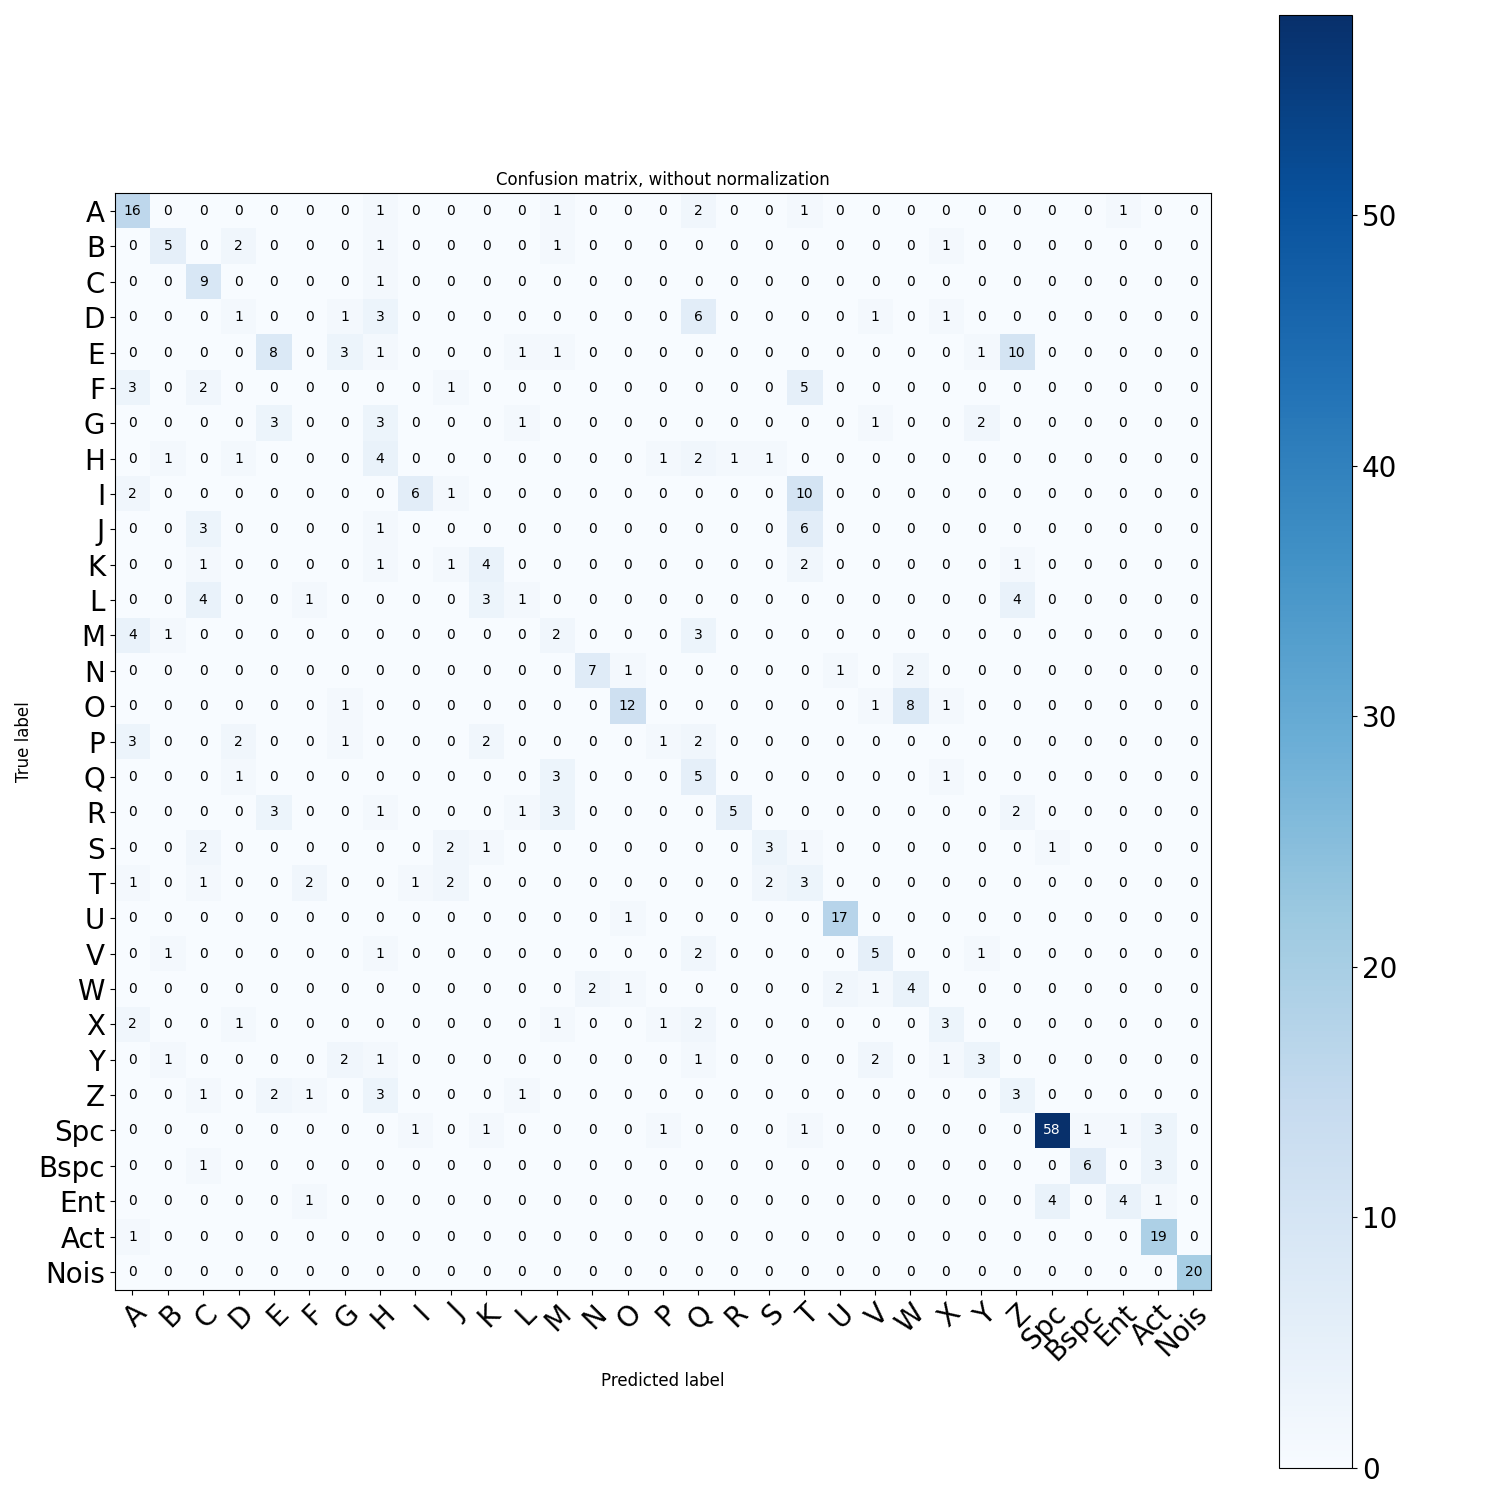 Confusion matrix, without normalization
A 16 0 0 0 0 0 0 1 0 0 0 0 1 0 0 0 2 0 0 1 0 0 0 0 0 0 0 0 1 0 0
B 0 5 0 2 0 0 0 1 0 0 0 0 1 0 0 0 0 0 0 0 0 0 0 1 0 0 0 0 0 0 0
C 0 0 9 0 0 0 0 1 0 0 0 0 0 0 0 0 0 0 0 0 0 0 0 0 0 0 0 0 0 0 0
D 0 0 0 1 0 0 1 3 0 0 0 0 0 0 0 0 6 0 0 0 0 1 0 1 0 0 0 0 0 0 0
E 0 0 0 0 8 0 3 1 0 0 0 1 1 0 0 0 0 0 0 0 0 0 0 0 1 10 0 0 0 0 0
F 3 0 2 0 0 0 0 0 0 1 0 0 0 0 0 0 0 0 0 5 0 0 0 0 0 0 0 0 0 0 0
G 0 0 0 0 3 0 0 3 0 0 0 1 0 0 0 0 0 0 0 0 0 1 0 0 2 0 0 0 0 0 0
H 0 1 0 1 0 0 0 4 0 0 0 0 0 0 0 1 2 1 1 0 0 0 0 0 0 0 0 0 0 0 0
I 2 0 0 0 0 0 0 0 6 1 0 0 0 0 0 0 0 0 0 10 0 0 0 0 0 0 0 0 0 0 0
J 0 0 3 0 0 0 0 1 0 0 0 0 0 0 0 0 0 0 0 6 0 0 0 0 0 0 0 0 0 0 0
K 0 0 1 0 0 0 0 1 0 1 4 0 0 0 0 0 0 0 0 2 0 0 0 0 0 1 0 0 0 0 0
L 0 0 4 0 0 1 0 0 0 0 3 1 0 0 0 0 0 0 0 0 0 0 0 0 0 4 0 0 0 0 0
M 4 1 0 0 0 0 0 0 0 0 0 0 2 0 0 0 3 0 0 0 0 0 0 0 0 0 0 0 0 0 0
N 0 0 0 0 0 0 0 0 0 0 0 0 0 7 1 0 0 0 0 0 1 0 2 0 0 0 0 0 0 0 0
O 0 0 0 0 0 0 1 0 0 0 0 0 0 0 12 0 0 0 0 0 0 1 8 1 0 0 0 0 0 0 0
P 3 0 0 2 0 0 1 0 0 0 2 0 0 0 0 1 2 0 0 0 0 0 0 0 0 0 0 0 0 0 0
Q 0 0 0 1 0 0 0 0 0 0 0 0 3 0 0 0 5 0 0 0 0 0 0 1 0 0 0 0 0 0 0
R 0 0 0 0 3 0 0 1 0 0 0 1 3 0 0 0 0 5 0 0 0 0 0 0 0 2 0 0 0 0 0
S 0 0 2 0 0 0 0 0 0 2 1 0 0 0 0 0 0 0 3 1 0 0 0 0 0 0 1 0 0 0 0
T 1 0 1 0 0 2 0 0 1 2 0 0 0 0 0 0 0 0 2 3 0 0 0 0 0 0 0 0 0 0 0
U 0 0 0 0 0 0 0 0 0 0 0 0 0 0 1 0 0 0 0 0 17 0 0 0 0 0 0 0 0 0 0
V 0 1 0 0 0 0 0 1 0 0 0 0 0 0 0 0 2 0 0 0 0 5 0 0 1 0 0 0 0 0 0
W 0 0 0 0 0 0 0 0 0 0 0 0 0 2 1 0 0 0 0 0 2 1 4 0 0 0 0 0 0 0 0
X 2 0 0 1 0 0 0 0 0 0 0 0 1 0 0 1 2 0 0 0 0 0 0 3 0 0 0 0 0 0 0
Y 0 1 0 0 0 0 2 1 0 0 0 0 0 0 0 0 1 0 0 0 0 2 0 1 3 0 0 0 0 0 0
Z 0 0 1 0 2 1 0 3 0 0 0 1 0 0 0 0 0 0 0 0 0 0 0 0 0 3 0 0 0 0 0
Spc 0 0 0 0 0 0 0 0 1 0 1 0 0 0 0 1 0 0 0 1 0 0 0 0 0 0 58 1 1 3 0
Bspc 0 0 1 0 0 0 0 0 0 0 0 0 0 0 0 0 0 0 0 0 0 0 0 0 0 0 0 6 0 3 0
Ent 0 0 0 0 0 1 0 0 0 0 0 0 0 0 0 0 0 0 0 0 0 0 0 0 0 0 4 0 4 1 0
Act 1 0 0 0 0 0 0 0 0 0 0 0 0 0 0 0 0 0 0 0 0 0 0 0 0 0 0 0 0 19 0
Nois 0 0 0 0 0 0 0 0 0 0 0 0 0 0 0 0 0 0 0 0 0 0 0 0 0 0 0 0 0 0 20
A B C D E F G H I J K L M N O P Q R S T U V W X Y Z Spc Bspc Ent Act Nois
True label
Predicted label
50
40
30
20
10
0